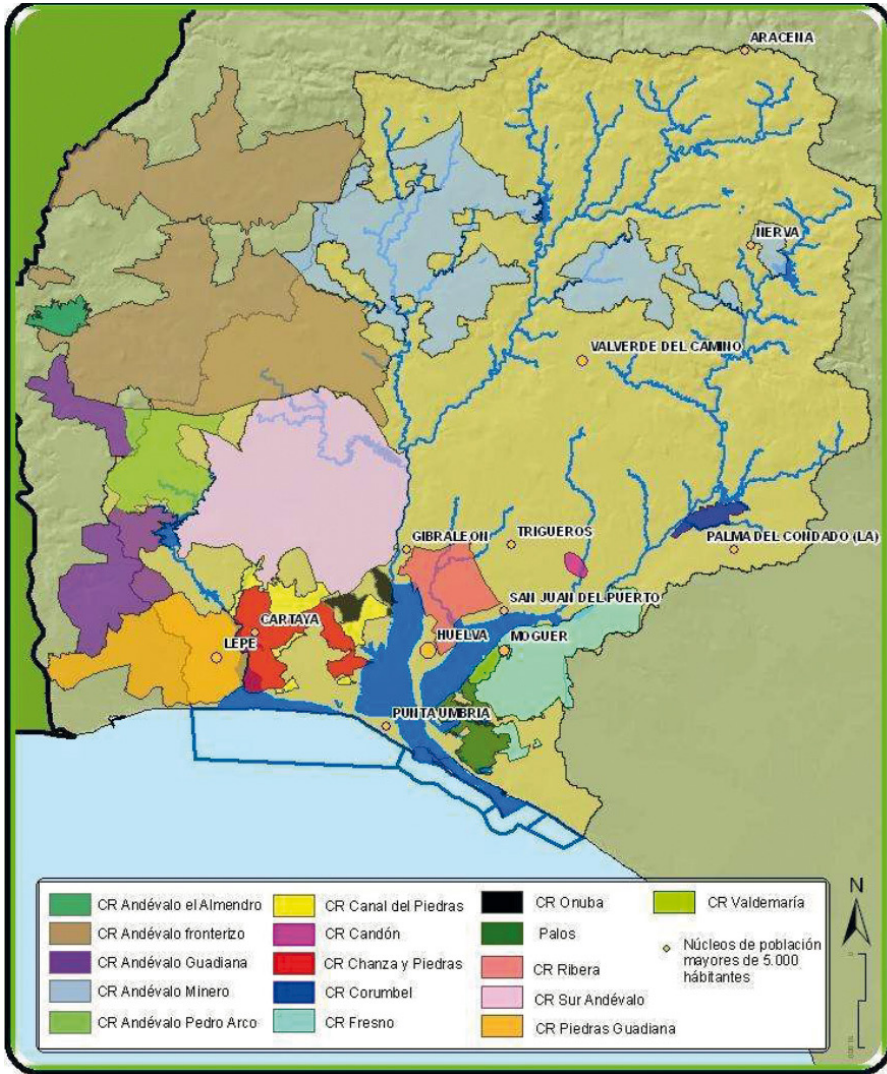 ARACENA
NERVA
VALVERDE DEL CAMINO
GIBRALEON
TRIGUEROS
PALMA DEL CONDADO (LA)
SAN JUAN DEL PUERTO
CARTAYA
LEPE
HUELVA
MOGUER
PUNTA UMBRIA
CR Andévalo el Almendro
CR Andévalo fronterizo
CR Andévalo Guadiana
CR Andévalo Minero
CR Andévalo Pedro Arco
CR Canal del Piedras
CR Candón
CR Chanza y Piedras
CR Corumbel
CR Fresno
CR Onuba
Palos
CR Ribera
CR Sur Andévalo
CR Piedras Guadiana
CR Valdemaría
Núcleos de población
mayores de 5.000
hábitantes
N